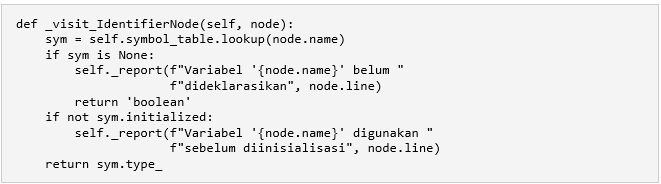 def _visit_IdentifierNode(self, node):
    sym = self.symbol_table.lookup(node.name)
    if sym is None:
        self._report(f"Variabel '{node.name}' belum "
                     f"dideklarasikan", node.line)
        return 'boolean'
    if not sym.initialized:
        self._report(f"Variabel '{node.name}' digunakan "
                     f"sebelum diinisialisasi", node.line)
    return sym.type_